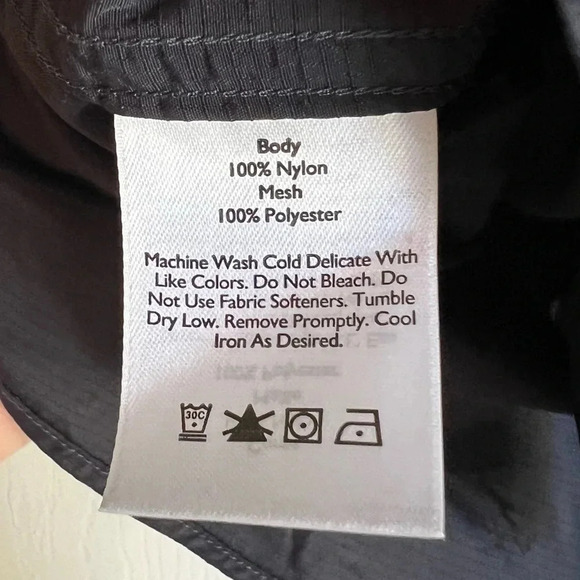 Body
100% Nylon
Mesh
100% Polyester
Machine Wash Cold Delicate With
Like Colors. Do Not Bleach. Do
Not Use Fabric Softeners. Tumble
Dry Low. Remove Promptly. Cool
Iron As Desired.
30C